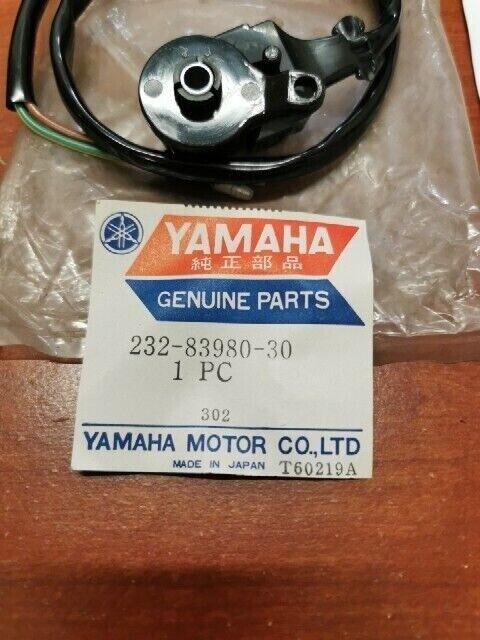 YAMAHA
純正部品
GENUINE PARTS
232-83980-30
1 PC
302
YAMAHA MOTOR CO.,LTD
MADE IN JAPAN T60219A